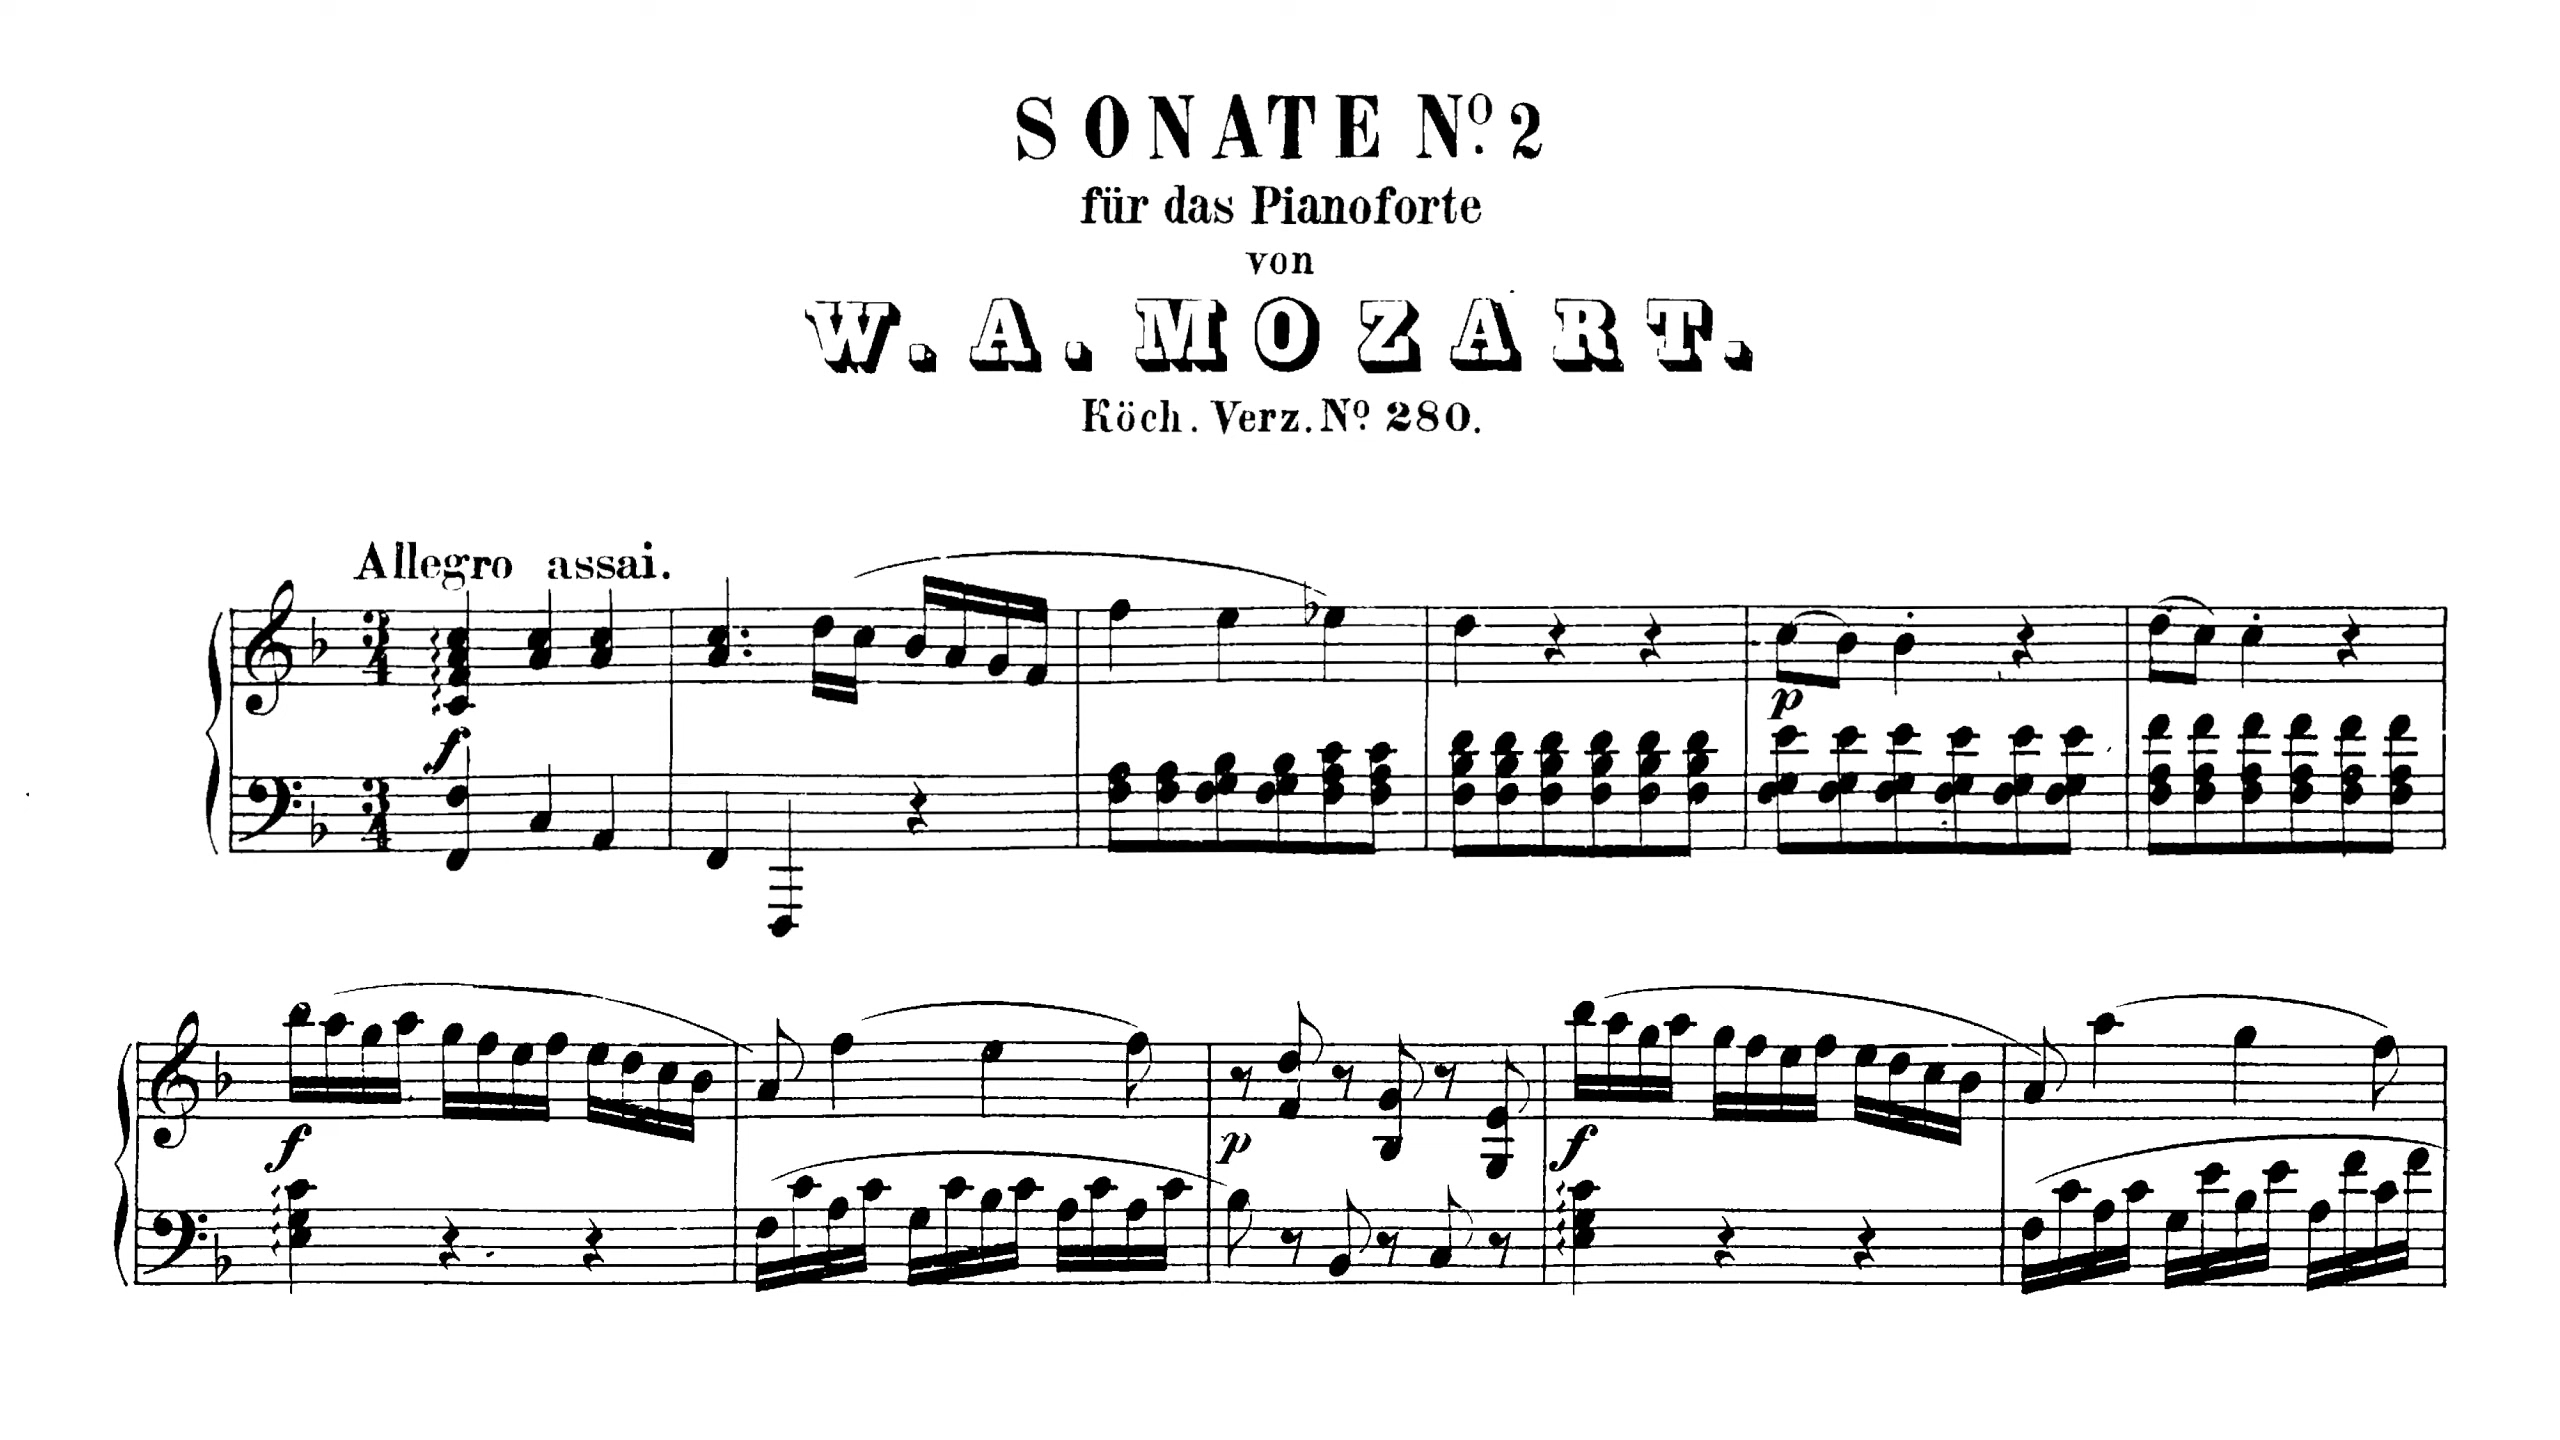 SONATE No. 2
für das Pianoforte
von
W. A. MOZART.
Köch. Verz. No. 280.
Allegro assai.
f
p
f
p
f